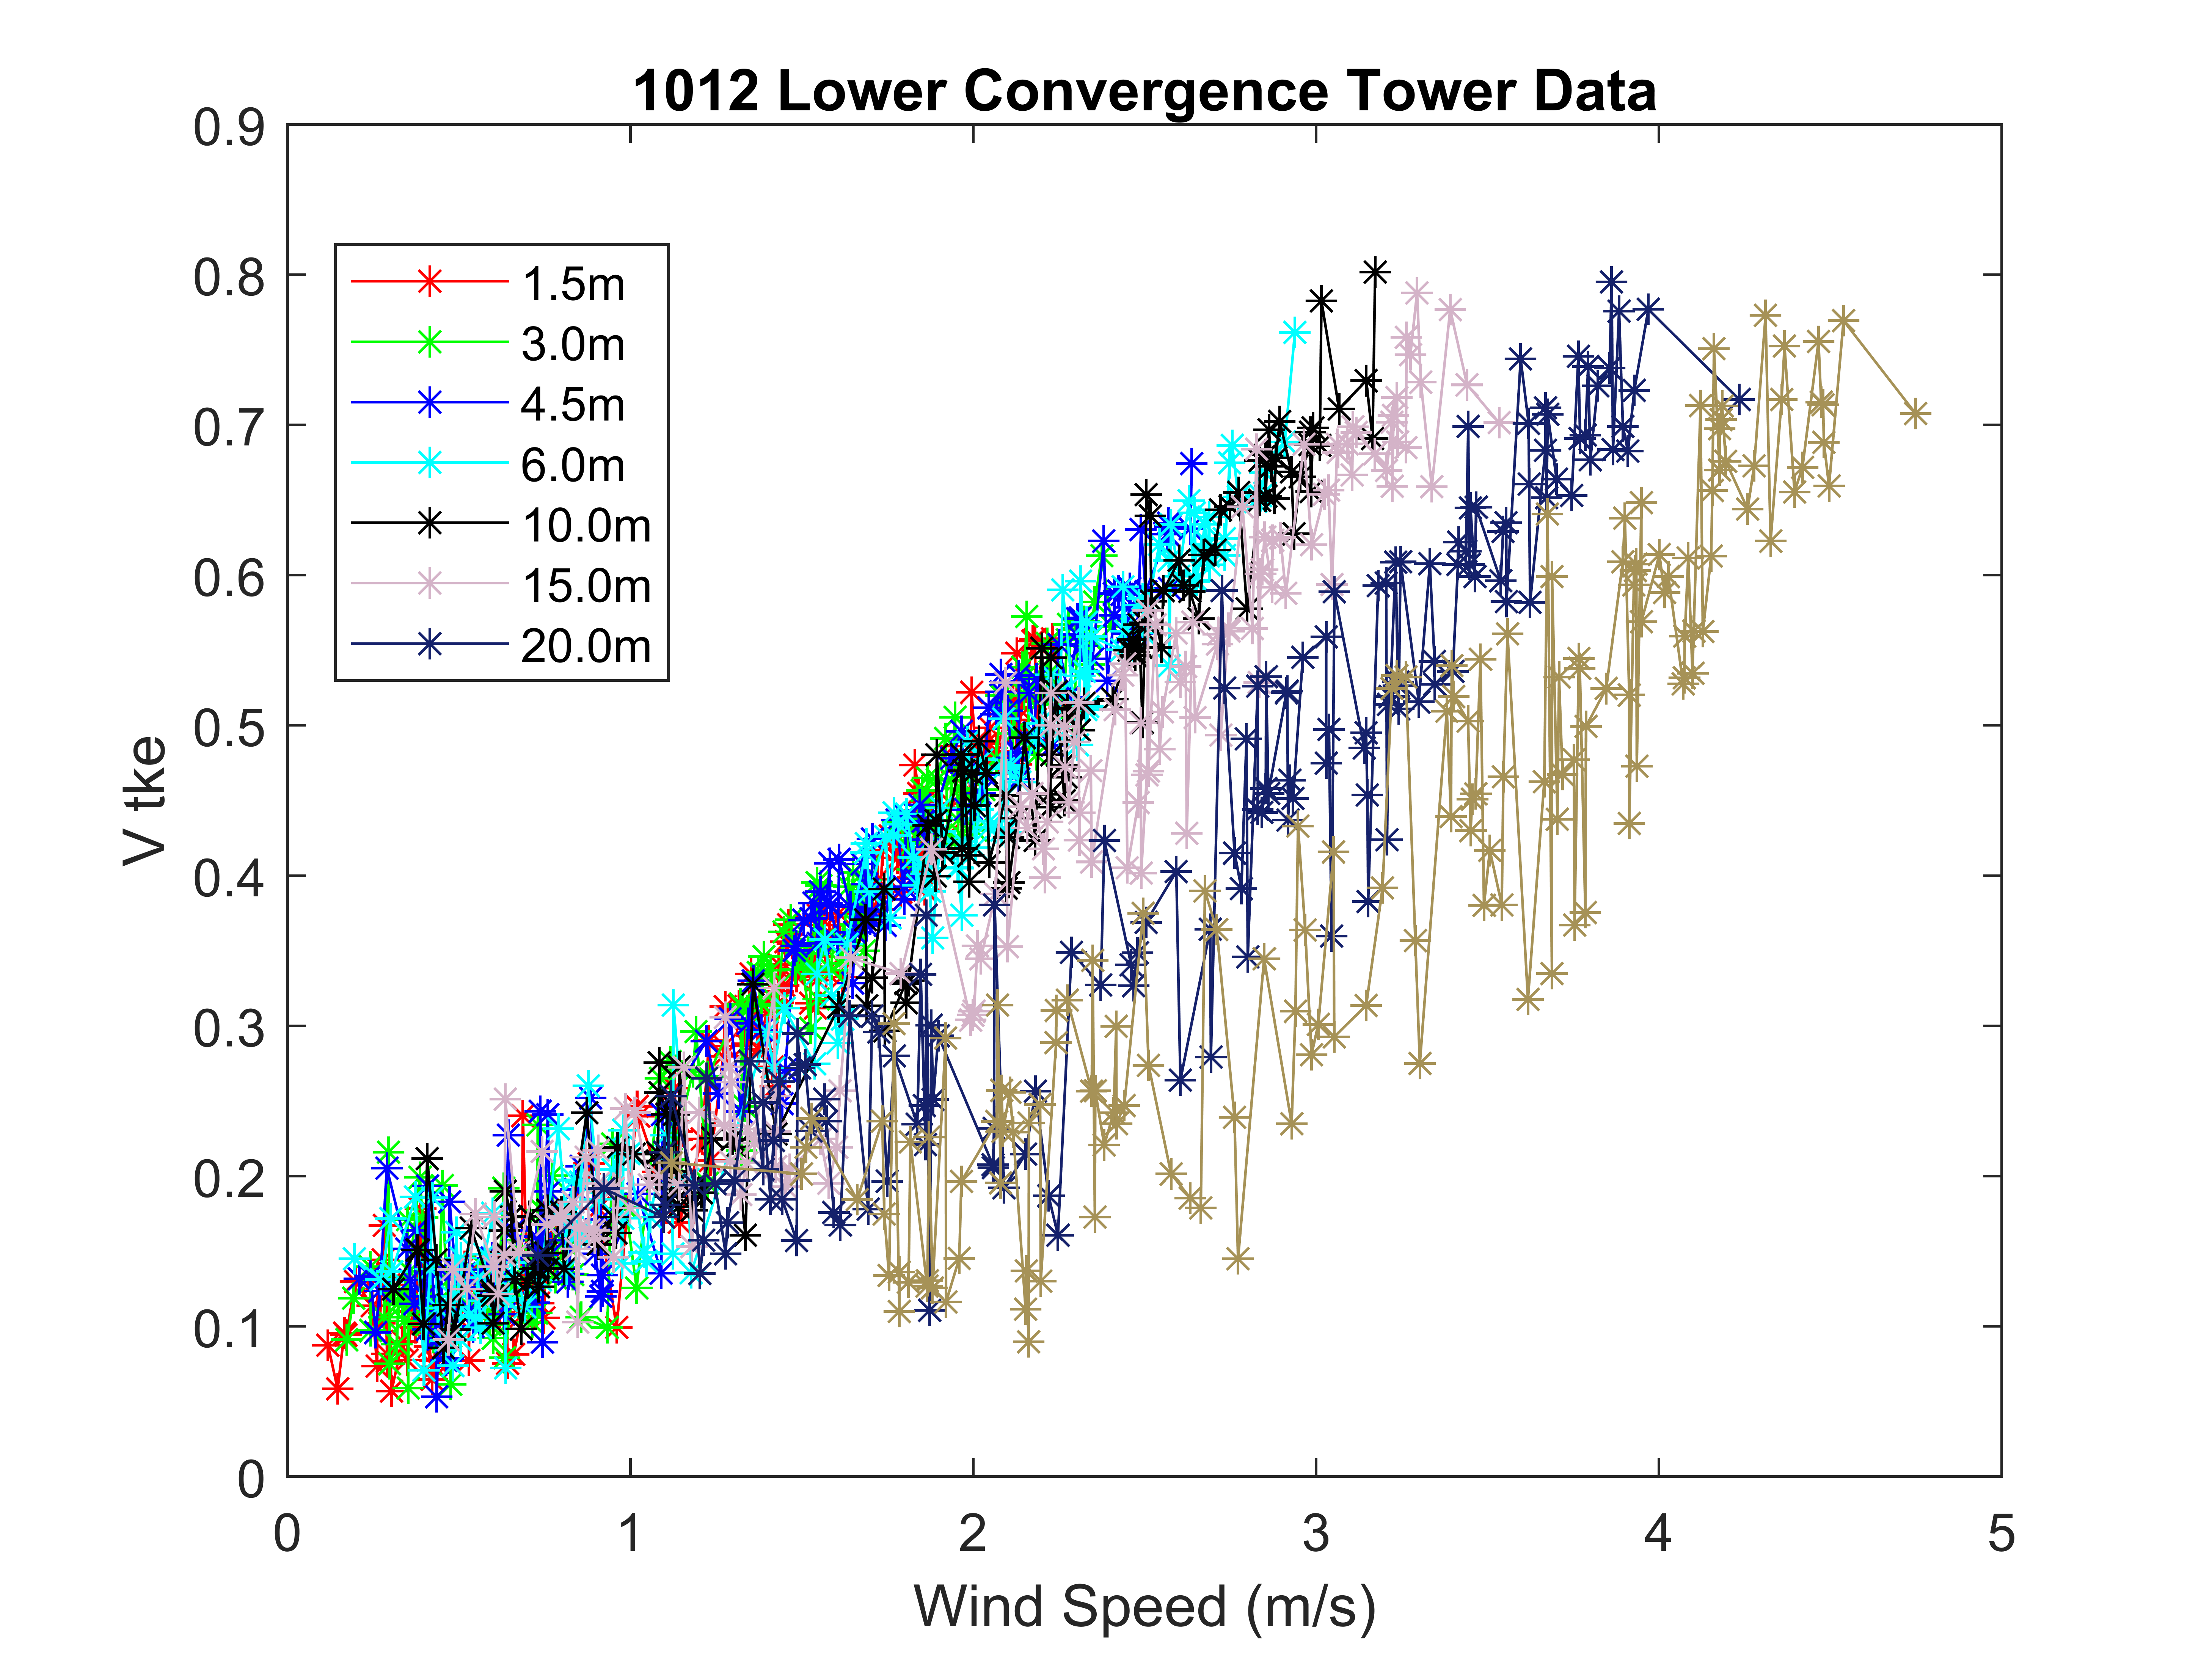 1012 Lower Convergence Tower Data
0.9
0.8
0.7
0.6
0.5
0.4
0.3
0.2
0.1
0
V tke
1.5m
3.0m
4.5m
6.0m
10.0m
15.0m
20.0m
0 1 2 3 4 5
Wind Speed (m/s)